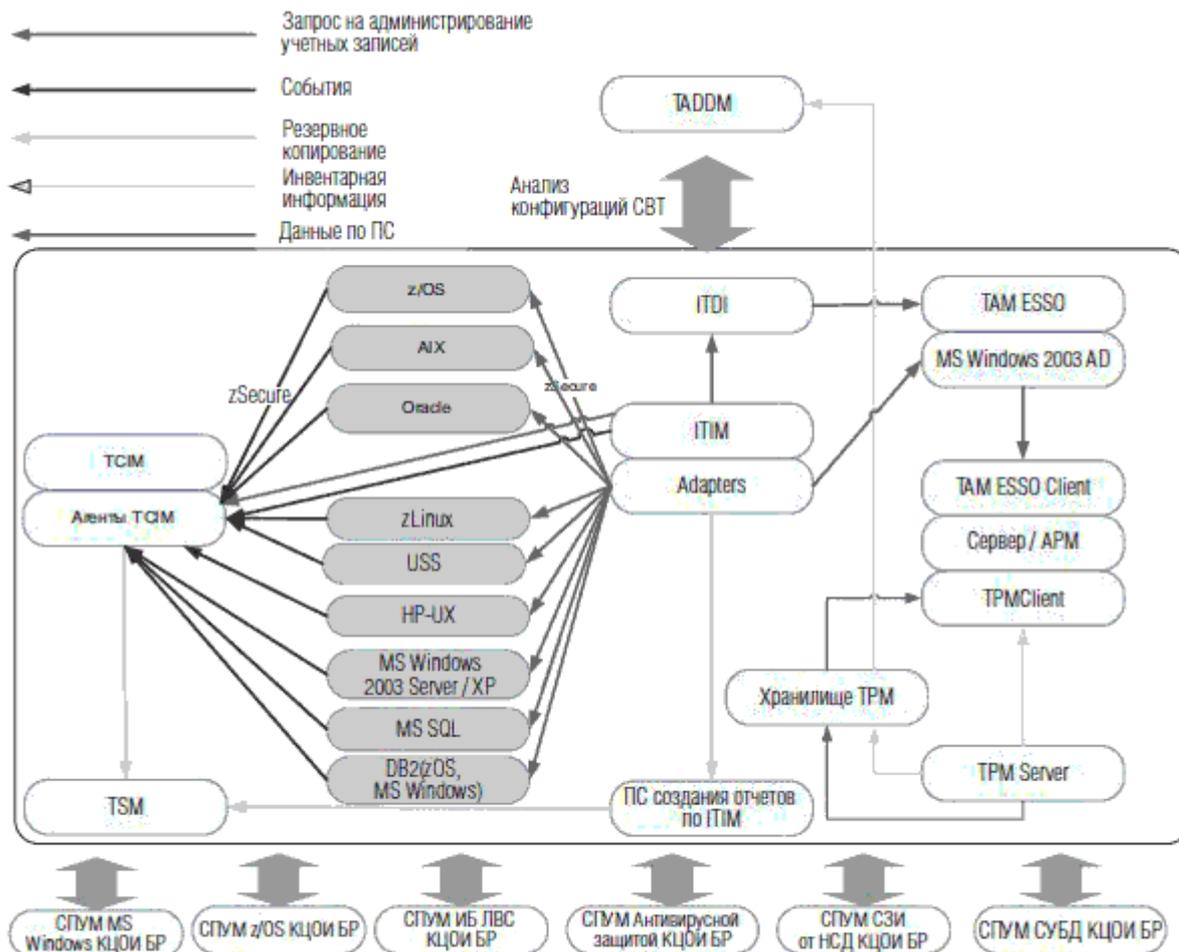 Запрос на администрирование
учетных записей
События
Резервное
копирование
Инвентарная
информация
Данные по ПС
TADDM
Анализ
конфигураций СВТ
z/OS
AIX
Oracle
zSecure
zSecure
ITDI
ITIM
Adapters
TAM ESSO
MS Windows 2003 AD
TCIM
Агенты TCIM
zLinux
USS
HP-UX
MS Windows
2003 Server / XP
MS SQL
DB2(zOS,
MS Windows)
TAM ESSO Client
Сервер / АРМ
TPMClient
Хранилище TPM
TPM Server
TSM
ПС создания отчетов
по ITIM
СПУМ MS
Windows КЦОИ БР
СПУМ z/OS КЦОИ БР
СПУМ ИБ ЛВС
КЦОИ БР
СПУМ Антивирусной
защитой КЦОИ БР
СПУМ СЗИ
от НСД КЦОИ БР
СПУМ СУБД КЦОИ БР